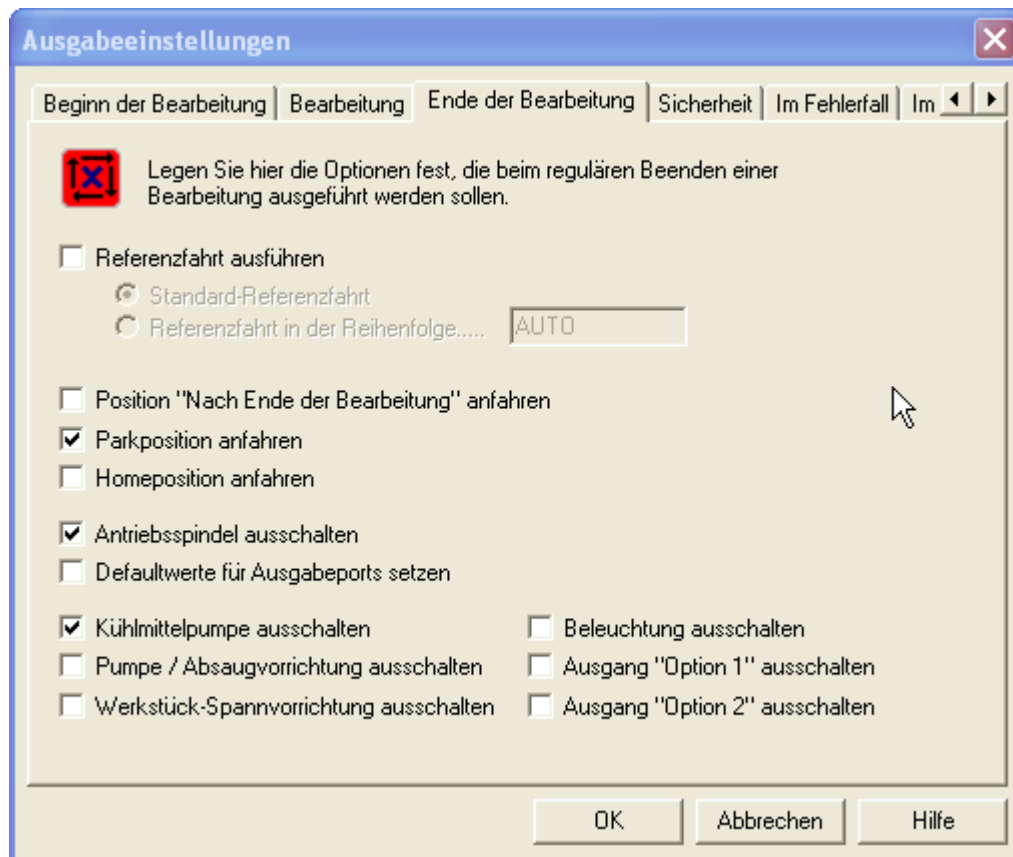 Ausgabeeinstellungen
Beginn der Bearbeitung Bearbeitung Ende der Bearbeitung Sicherheit Im Fehlerfall Im
Legen Sie hier die Optionen fest, die beim regulären Beenden einer
Bearbeitung ausgeführt werden sollen.
Referenzfahrt ausführen
Standard-Referenzfahrt
Referenzfahrt in der Reihenfolge..... AUTO
Position "Nach Ende der Bearbeitung" anfahren
Parkposition anfahren
Homeposition anfahren
Antriebsspindel ausschalten
Defaultwerte für Ausgabeports setzen
Kühlmittelpumpe ausschalten Beleuchtung ausschalten
Pumpe / Absaugvorrichtung ausschalten Ausgang "Option 1" ausschalten
Werkstück-Spannvorrichtung ausschalten Ausgang "Option 2" ausschalten
OK Abbrechen Hilfe